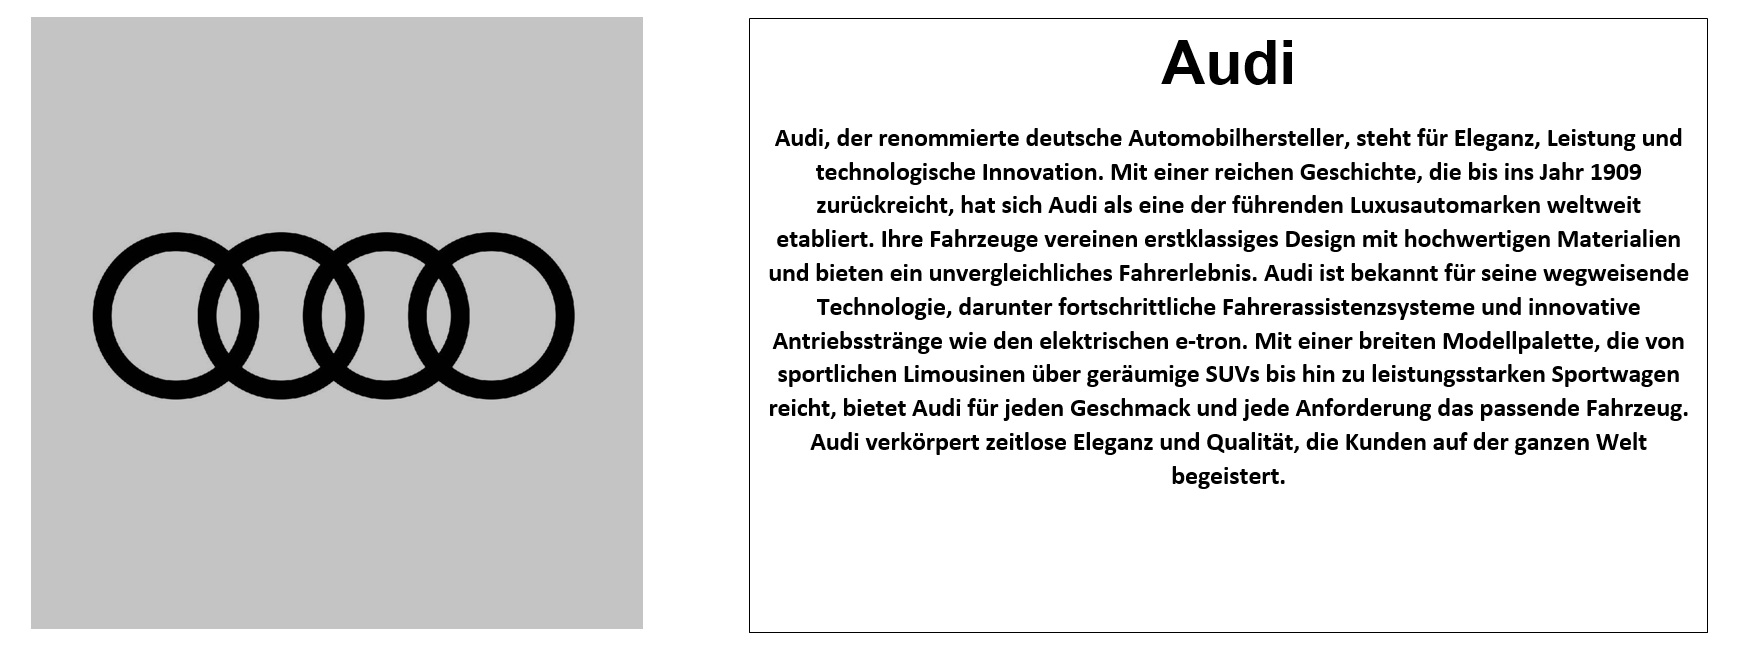 Audi
Audi, der renommierte deutsche Automobilhersteller, steht für Eleganz, Leistung und
technologische Innovation. Mit einer reichen Geschichte, die bis ins Jahr 1909
zurückreicht, hat sich Audi als eine der führenden Luxusautomarken weltweit
etabliert. Ihre Fahrzeuge vereinen erstklassiges Design mit hochwertigen Materialien
und bieten ein unvergleichliches Fahrerlebnis. Audi ist bekannt für seine wegweisende
Technologie, darunter fortschrittliche Fahrerassistenzsysteme und innovative
Antriebsstränge wie den elektrischen e-tron. Mit einer breiten Modellpalette, die von
sportlichen Limousinen über geräumige SUVs bis hin zu leistungsstarken Sportwagen
reicht, bietet Audi für jeden Geschmack und jede Anforderung das passende Fahrzeug.
Audi verkörpert zeitlose Eleganz und Qualität, die Kunden auf der ganzen Welt
begeistert.